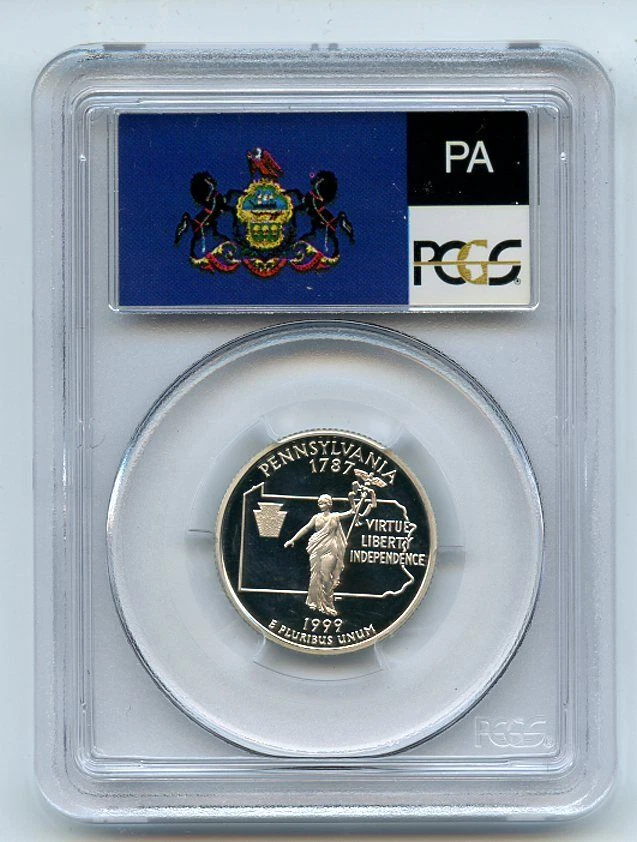 PA
PCGS
PENNSYLVANIA
1787
VIRTUE
LIBERTY
INDEPENDENCE
1999
E PLURIBUS UNUM
PCGS